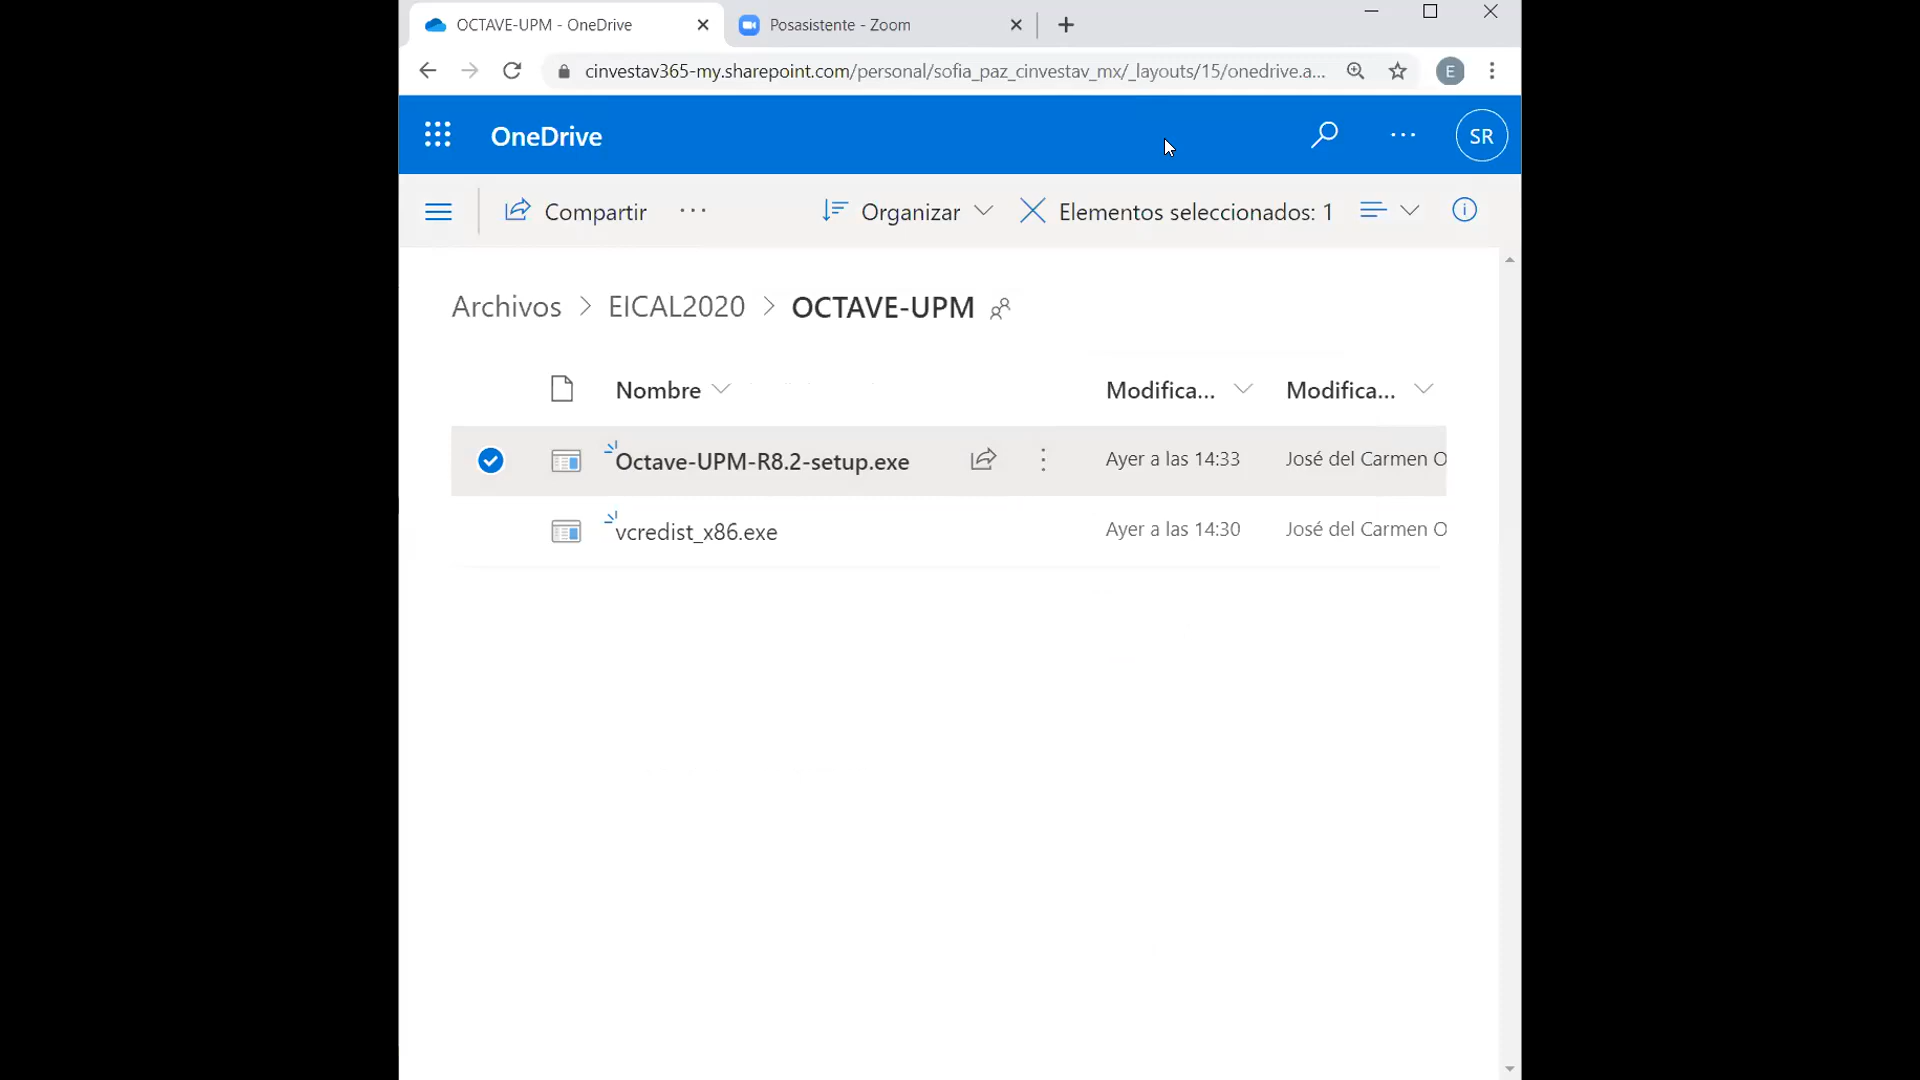 OCTAVE-UPM - OneDrive
Posasistente - Zoom
cinvestav365-my.sharepoint.com/personal/sofia_paz_cinvestav_mx/_layouts/15/onedrive.a...
E
OneDrive
SR
Compartir
Organizar
Elementos seleccionados: 1
Archivos > EICAL2020 > OCTAVE-UPM
Nombre
Modifica...
Modifica...
Octave-UPM-R8.2-setup.exe
Ayer a las 14:33
José del Carmen O
vcredist_x86.exe
Ayer a las 14:30
José del Carmen O